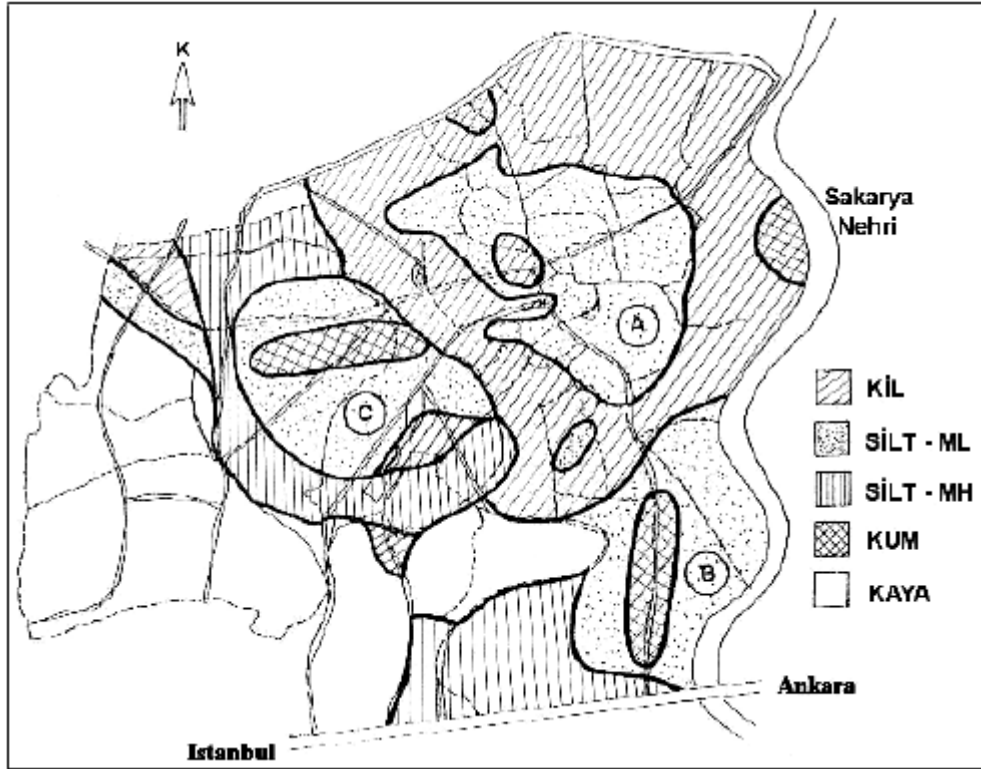 K
Sakarya
Nehri
A
KİL
SİLT - ML
C
SİLT - MH
KUM
B
KAYA
Ankara
Istanbul